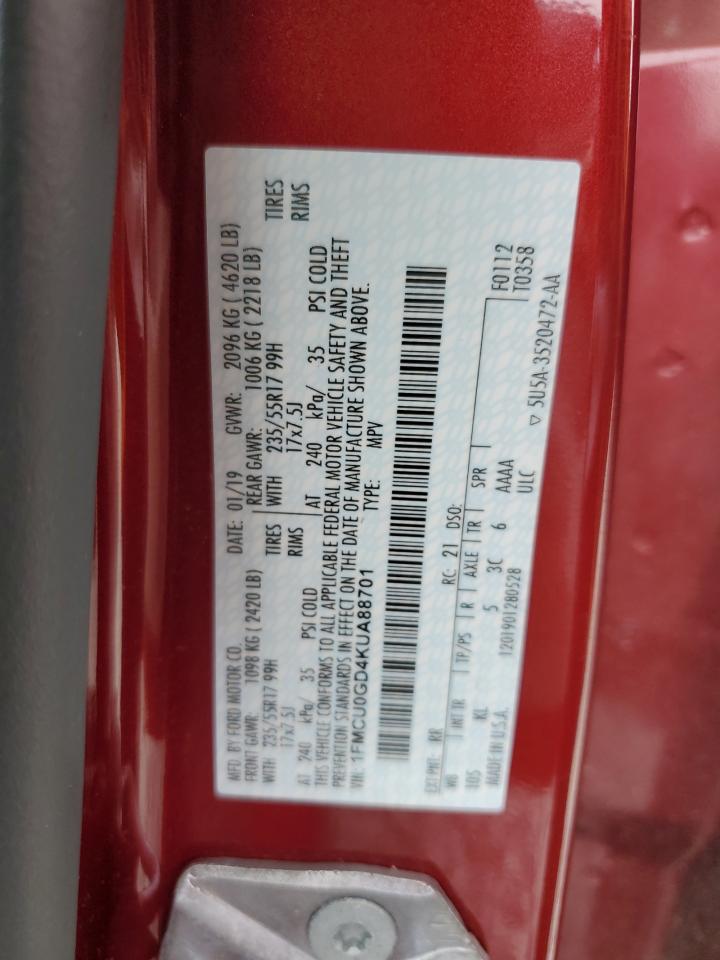 MFD. BY FORD MOTOR CO. DATE: 01/19 GVWR: 2096 KG ( 4620 LB)
FRONT GAWR: 1098 KG (2420 LB) REAR GAWR: 1006 KG ( 2218 LB)
WITH 235/55R17 99H TIRES WITH 235/55R17 99H TIRES
17x7.5J RIMS 17x7.5J RIMS
AT 240 kPa/ 35 PSI COLD AT 240 kPa/ 35 PSI COLD
THIS VEHICLE CONFORMS TO ALL APPLICABLE FEDERAL MOTOR VEHICLE SAFETY AND THEFT
PREVENTION STANDARDS IN EFFECT ON THE DATE OF MANUFACTURE SHOWN ABOVE.
VIN: 1FMCU0GD4KUA88701 TYPE: MPV
EXT PNT: RR RC: 21 DSO:
WB INT TR TP/PS R AXLE TR SPR F0112
105 KL 5 3C 6 AAAA T0358
MADE IN U.S.A. 1201901280528 ULC
▽ 5U5A-3520472-AA